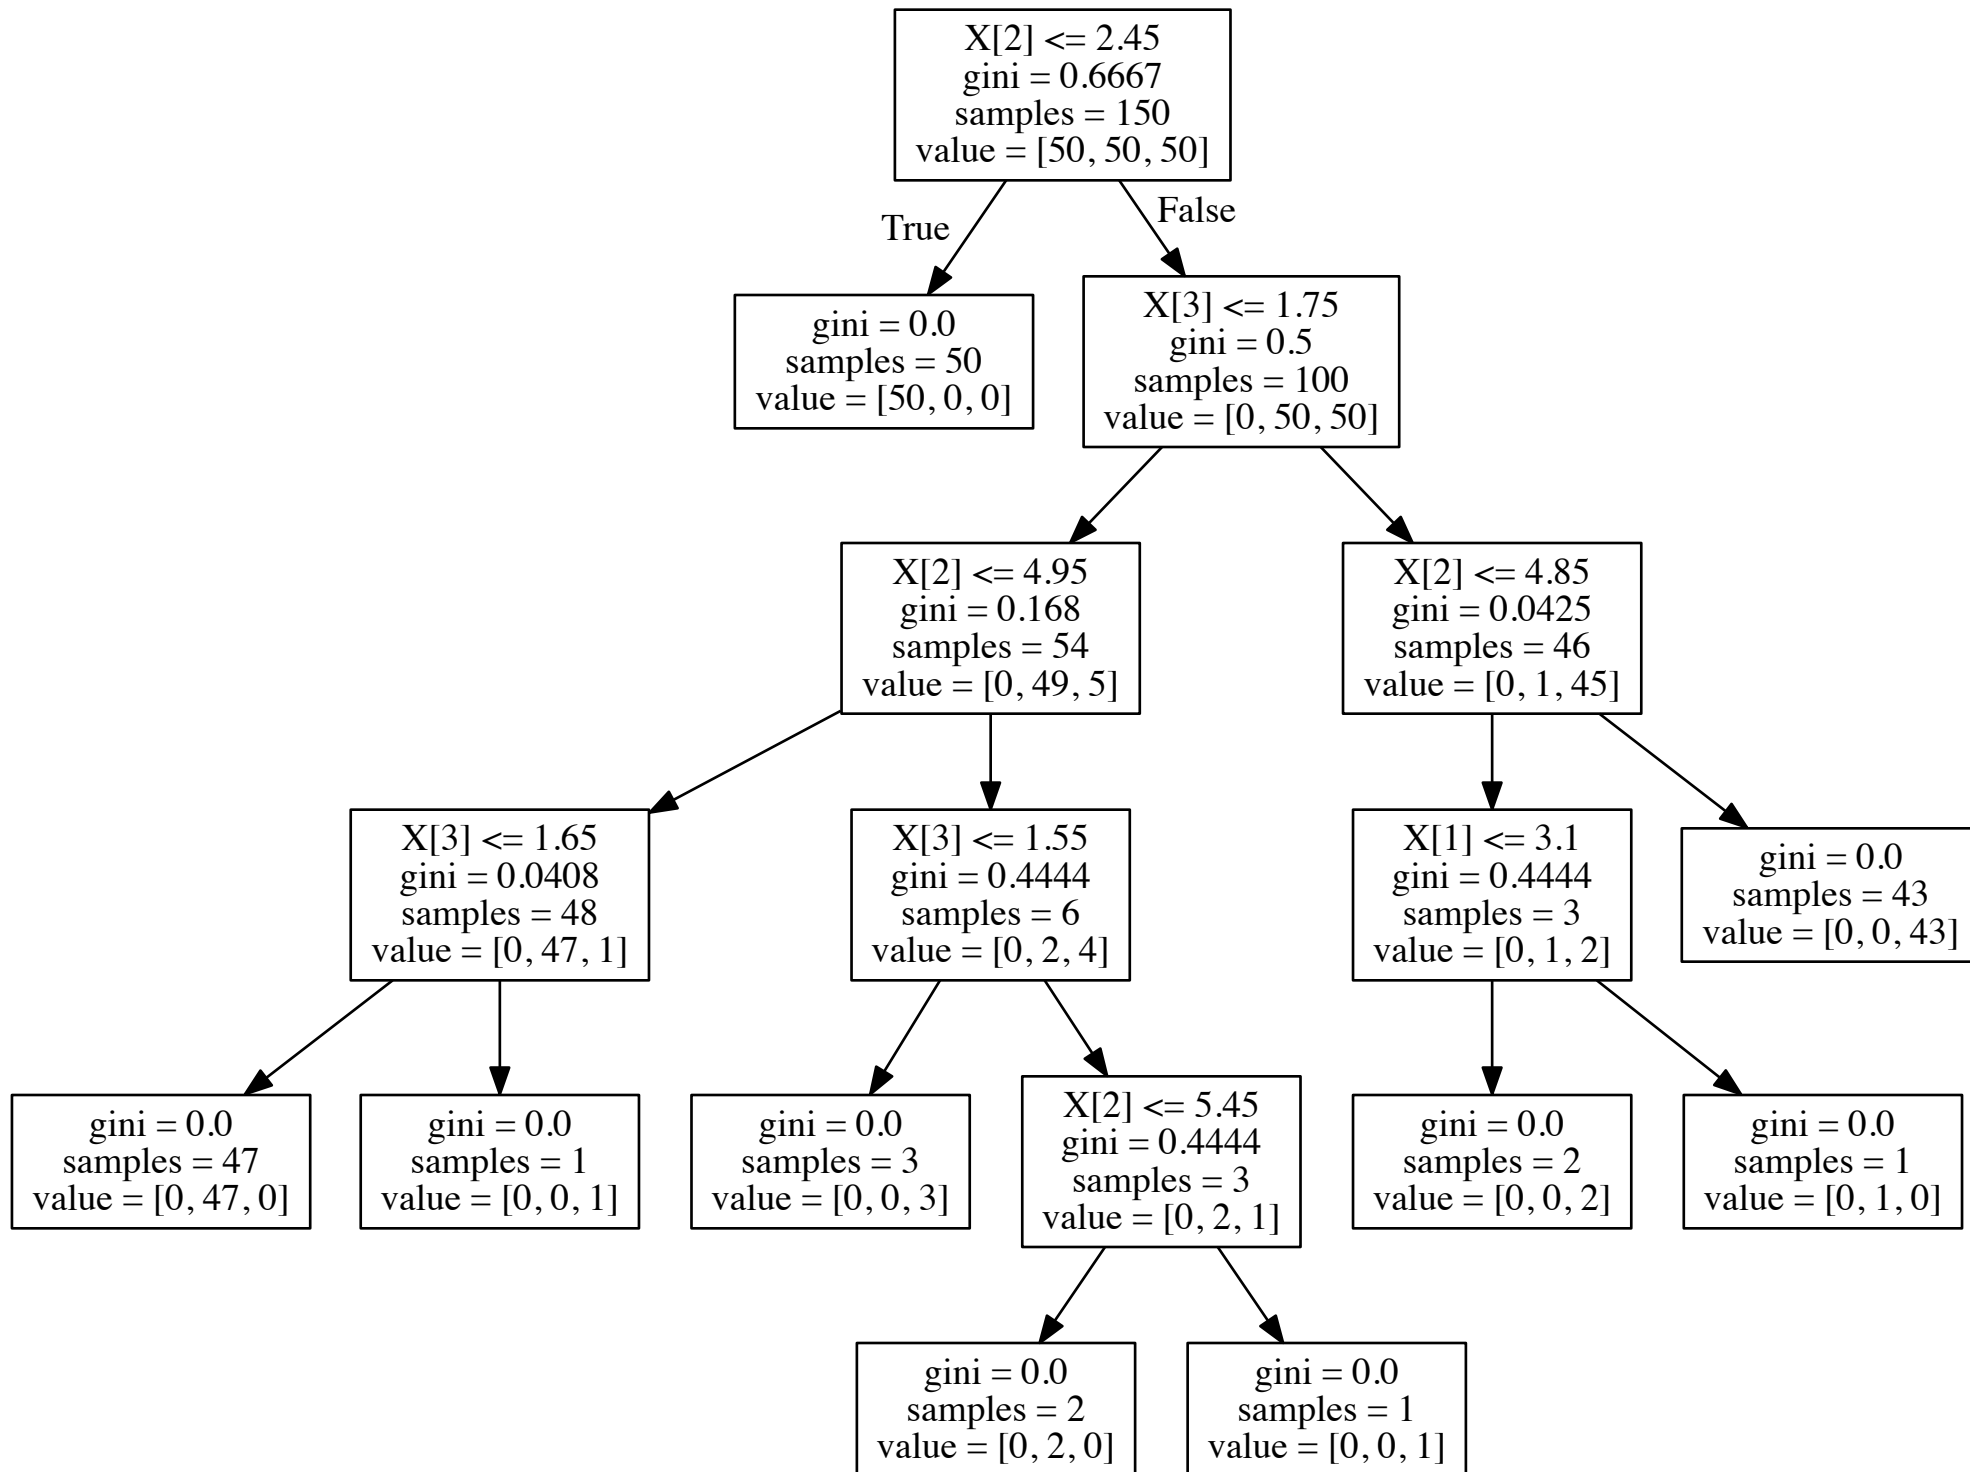 X[2] <= 2.45
gini = 0.6667
samples = 150
value = [50, 50, 50]
True
False
gini = 0.0
samples = 50
value = [50, 0, 0]
X[3] <= 1.75
gini = 0.5
samples = 100
value = [0, 50, 50]
X[2] <= 4.95
gini = 0.168
samples = 54
value = [0, 49, 5]
X[2] <= 4.85
gini = 0.0425
samples = 46
value = [0, 1, 45]
X[3] <= 1.65
gini = 0.0408
samples = 48
value = [0, 47, 1]
X[3] <= 1.55
gini = 0.4444
samples = 6
value = [0, 2, 4]
X[1] <= 3.1
gini = 0.4444
samples = 3
value = [0, 1, 2]
gini = 0.0
samples = 43
value = [0, 0, 43]
gini = 0.0
samples = 47
value = [0, 47, 0]
gini = 0.0
samples = 1
value = [0, 0, 1]
gini = 0.0
samples = 3
value = [0, 0, 3]
X[2] <= 5.45
gini = 0.4444
samples = 3
value = [0, 2, 1]
gini = 0.0
samples = 2
value = [0, 0, 2]
gini = 0.0
samples = 1
value = [0, 1, 0]
gini = 0.0
samples = 2
value = [0, 2, 0]
gini = 0.0
samples = 1
value = [0, 0, 1]